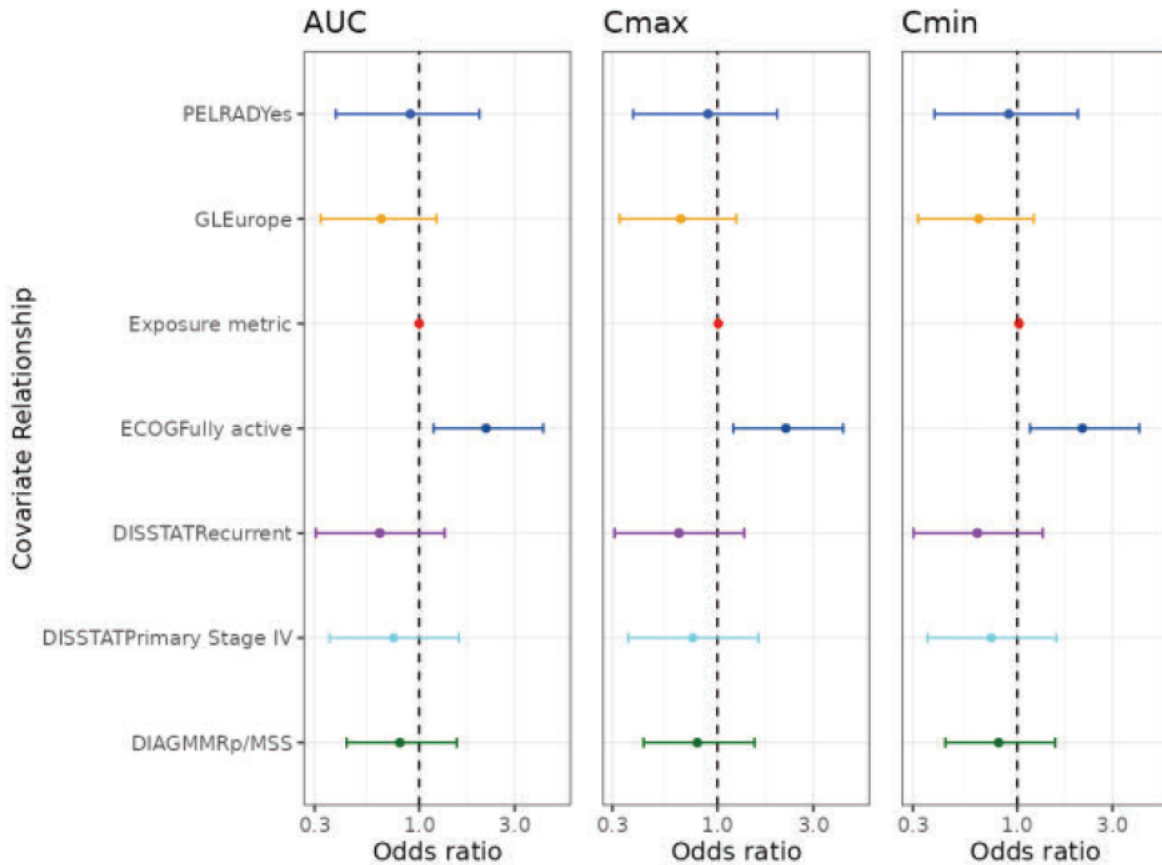 AUC Cmax Cmin
Covariate Relationship
PELRADYes
GLEurope
Exposure metric
ECOGFully active
DISSTATRecurrent
DISSTATPrimary Stage IV
DIAGMMRp/MSS
0.3 1.0 3.0 0.3 1.0 3.0 0.3 1.0 3.0
Odds ratio Odds ratio Odds ratio